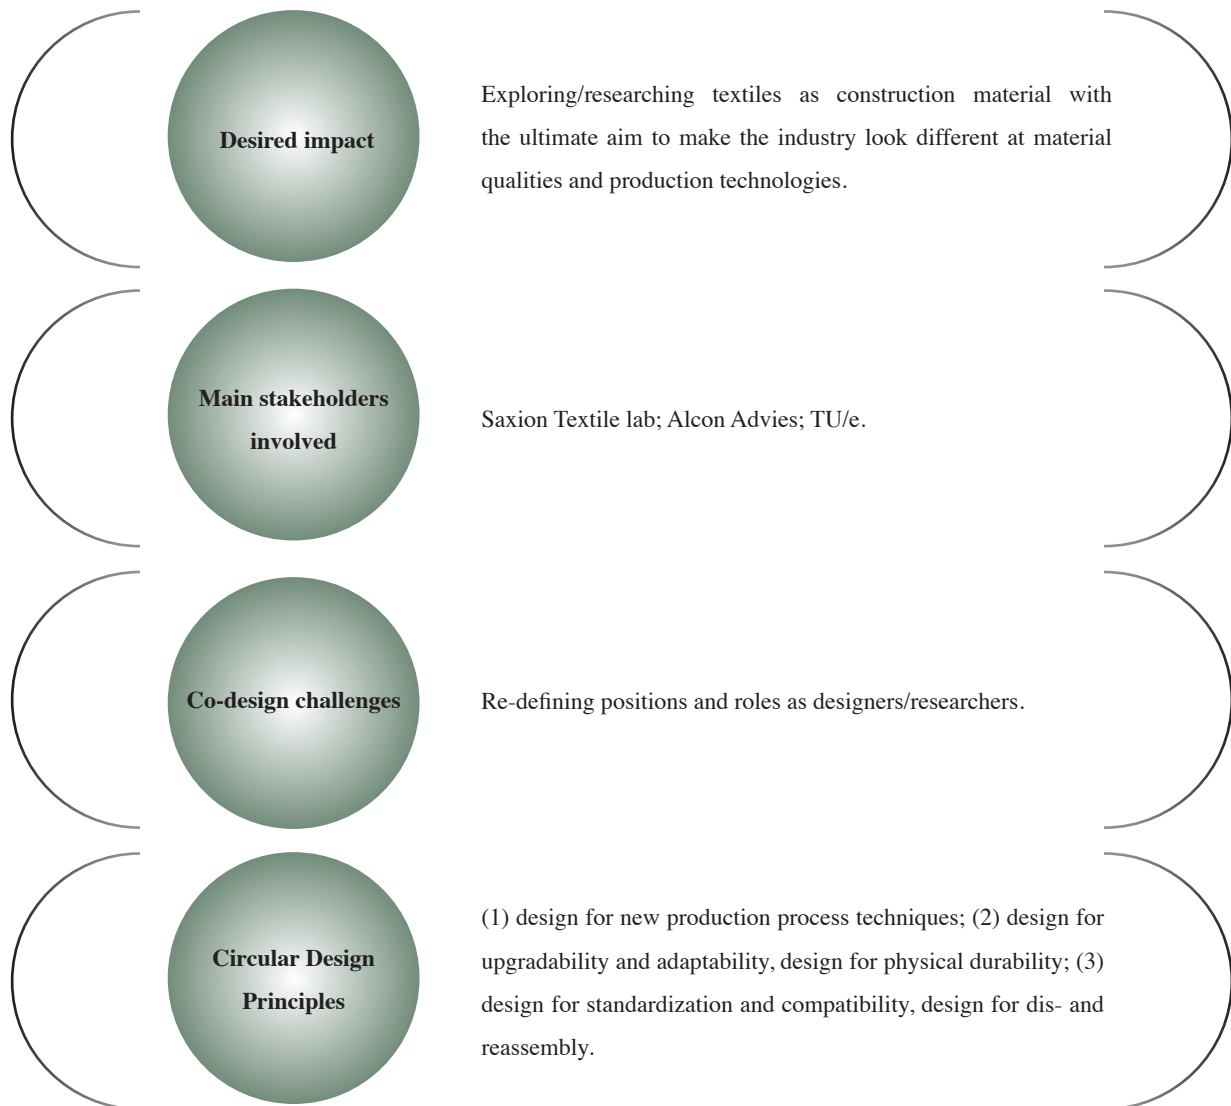 Desired impact
Exploring/researching textiles as construction material with
the ultimate aim to make the industry look different at material
qualities and production technologies.
Main stakeholders
involved
Saxion Textile lab; Alcon Advies; TU/e.
Co-design challenges
Re-defining positions and roles as designers/researchers.
Circular Design
Principles
(1) design for new production process techniques; (2) design for
upgradability and adaptability, design for physical durability; (3)
design for standardization and compatibility, design for dis- and
reassembly.